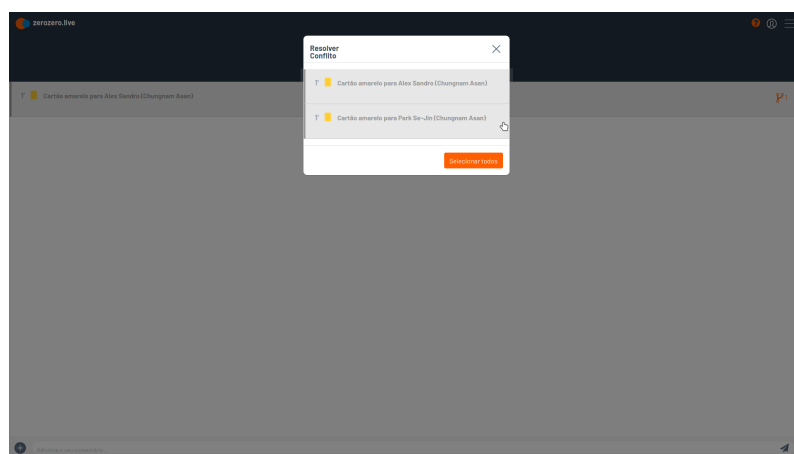 zerozero.live
Resolver
Conflito
1' Cartão amarelo para Alex Sandro (Chungnam Asan)
1' Cartão amarelo para Park Se-Jin (Chungnam Asan)
Selecionar todos
1' Cartão amarelo para Alex Sandro (Chungnam Asan)
1